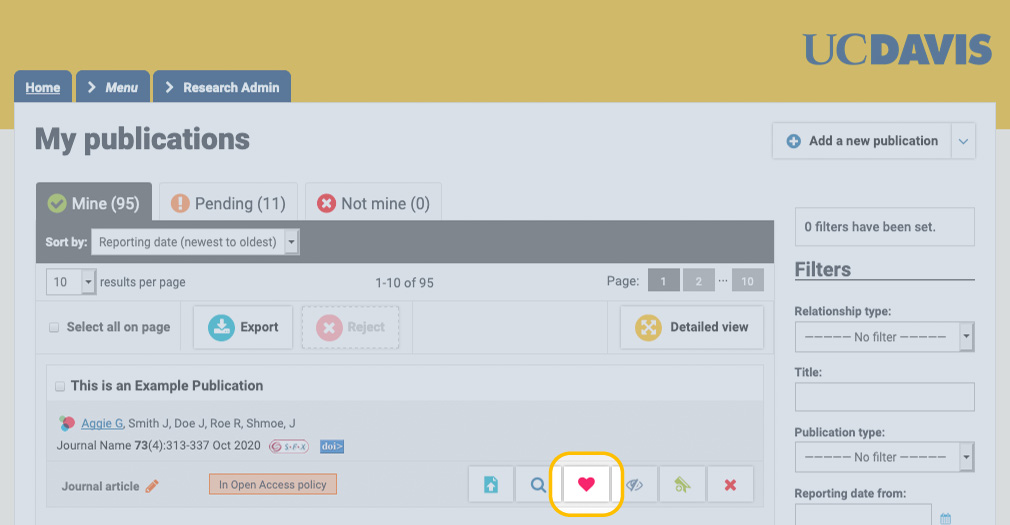 UCDAVIS
Home
Menu
Research Admin
My publications
Add a new publication
Mine (95)
Pending (11)
Not mine (0)
Sort by: Reporting date (newest to oldest)
10 results per page
1-10 of 95
Page: 1 2 ... 10
Select all on page
Export
Reject
Detailed view
This is an Example Publication
Aggie G, Smith J, Doe J, Roe R, Shmoe, J
Journal Name 73(4):313-337 Oct 2020 S·F·X doi>
Journal article
In Open Access policy
0 filters have been set.
Filters
Relationship type:
————— No filter —————
Title:
Publication type:
————— No filter —————
Reporting date from: